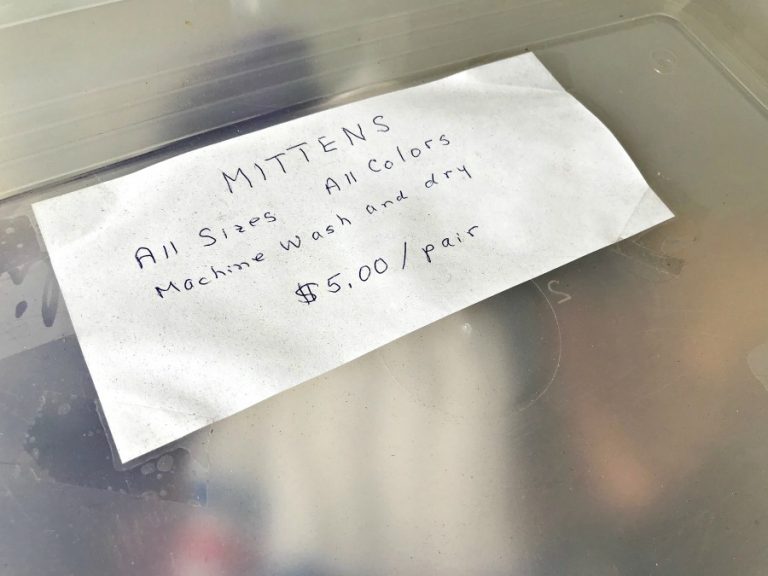 MITTENS
All Sizes All Colors
Machine Wash and dry
$5.00/pair